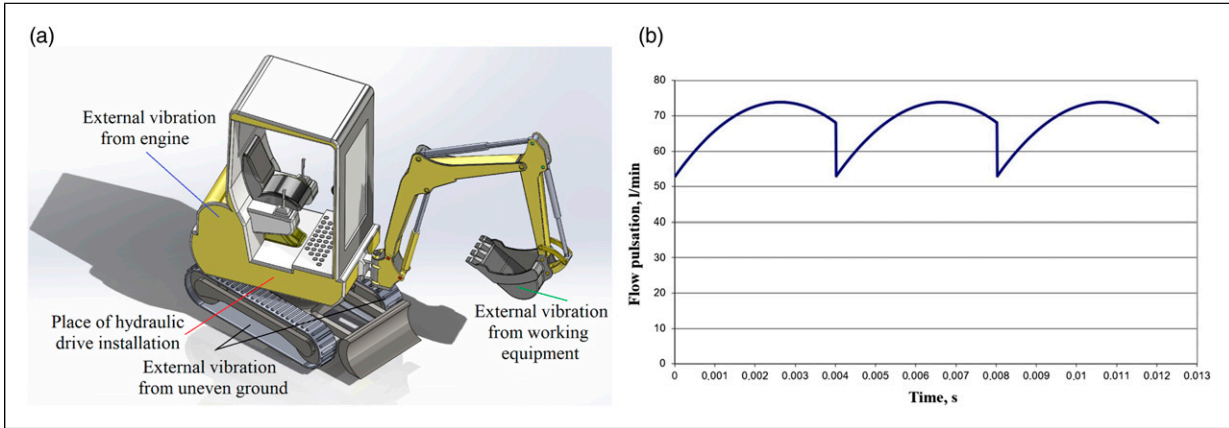 (a)
External vibration
from engine
Place of hydraulic
drive installation
External vibration
from uneven ground
External vibration
from working
equipment
(b)
80
70
60
50
40
30
20
10
0
Flow pulsation, l/min
0 0.001 0.002 0.003 0.004 0.005 0.006 0.007 0.008 0.009 0.01 0.011 0.012 0.013
Time, s